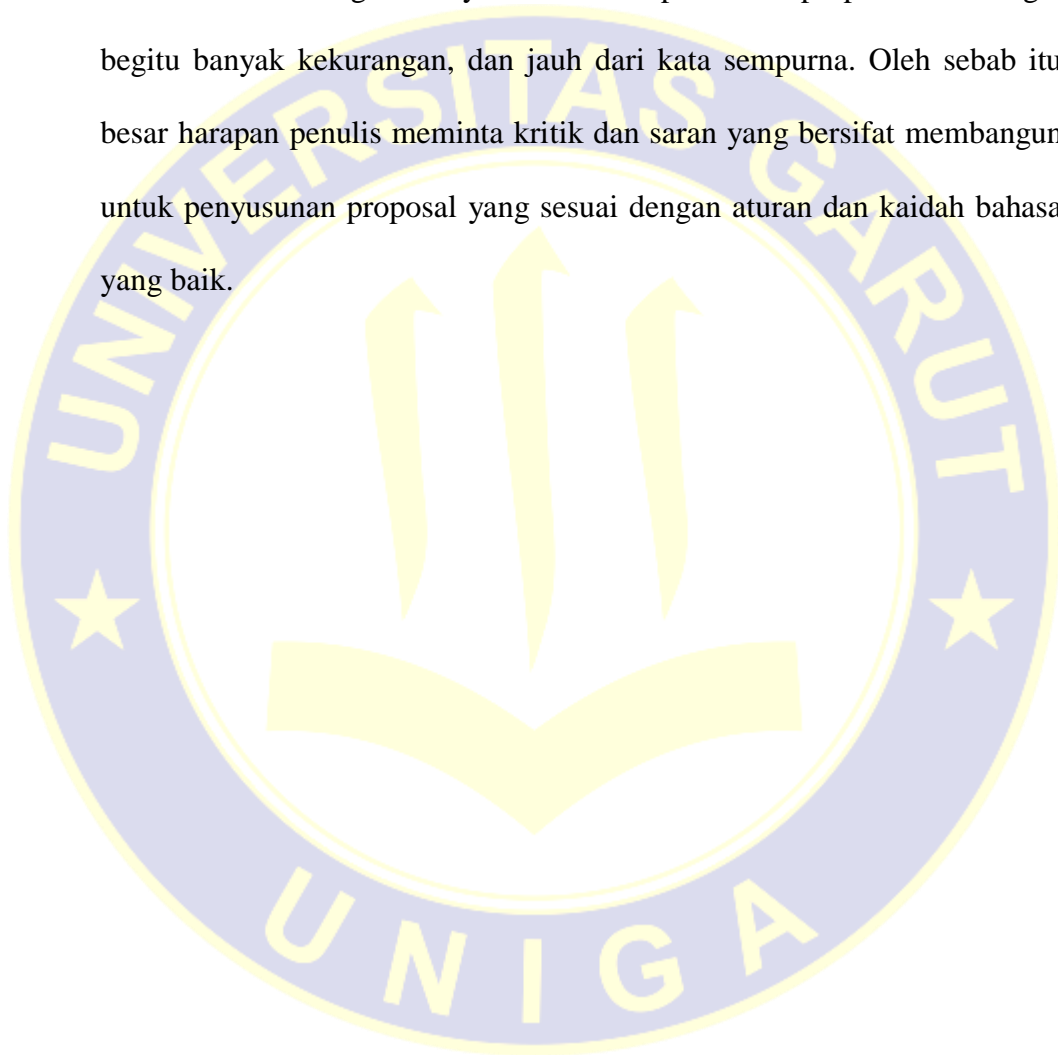 begitu banyak kekurangan, dan jauh dari kata sempurna. Oleh sebab itu
besar harapan penulis meminta kritik dan saran yang bersifat membangun
untuk penyusunan proposal yang sesuai dengan aturan dan kaidah bahasa
yang baik.
UNIVERSITAS GARUT
UNIGA